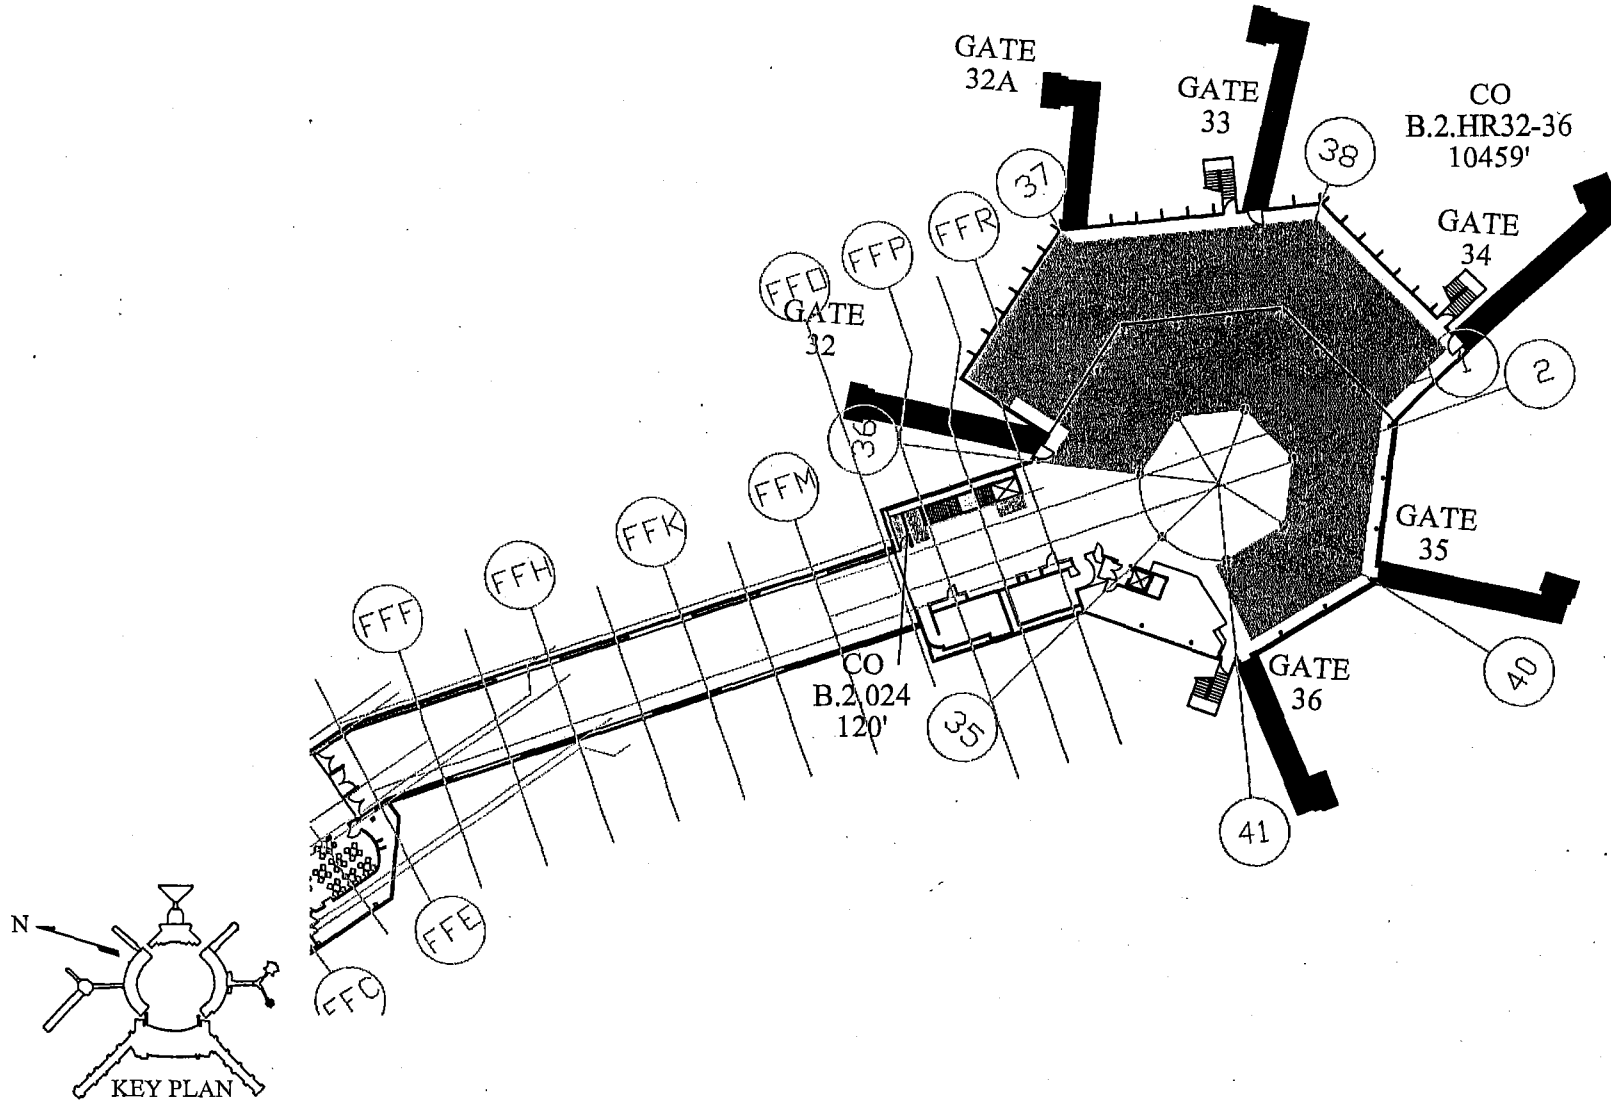 GATE
32A
GATE
33
CO
B.2.HR32-36
10459'
38
37
FFR
FFP
FFO
GATE
34
GATE
32
1
2
36
FFM
FFK
FFH
FFF
GATE
35
CO
B.2.024
120'
35
GATE
36
40
41
FFE
FFC
N
KEY PLAN